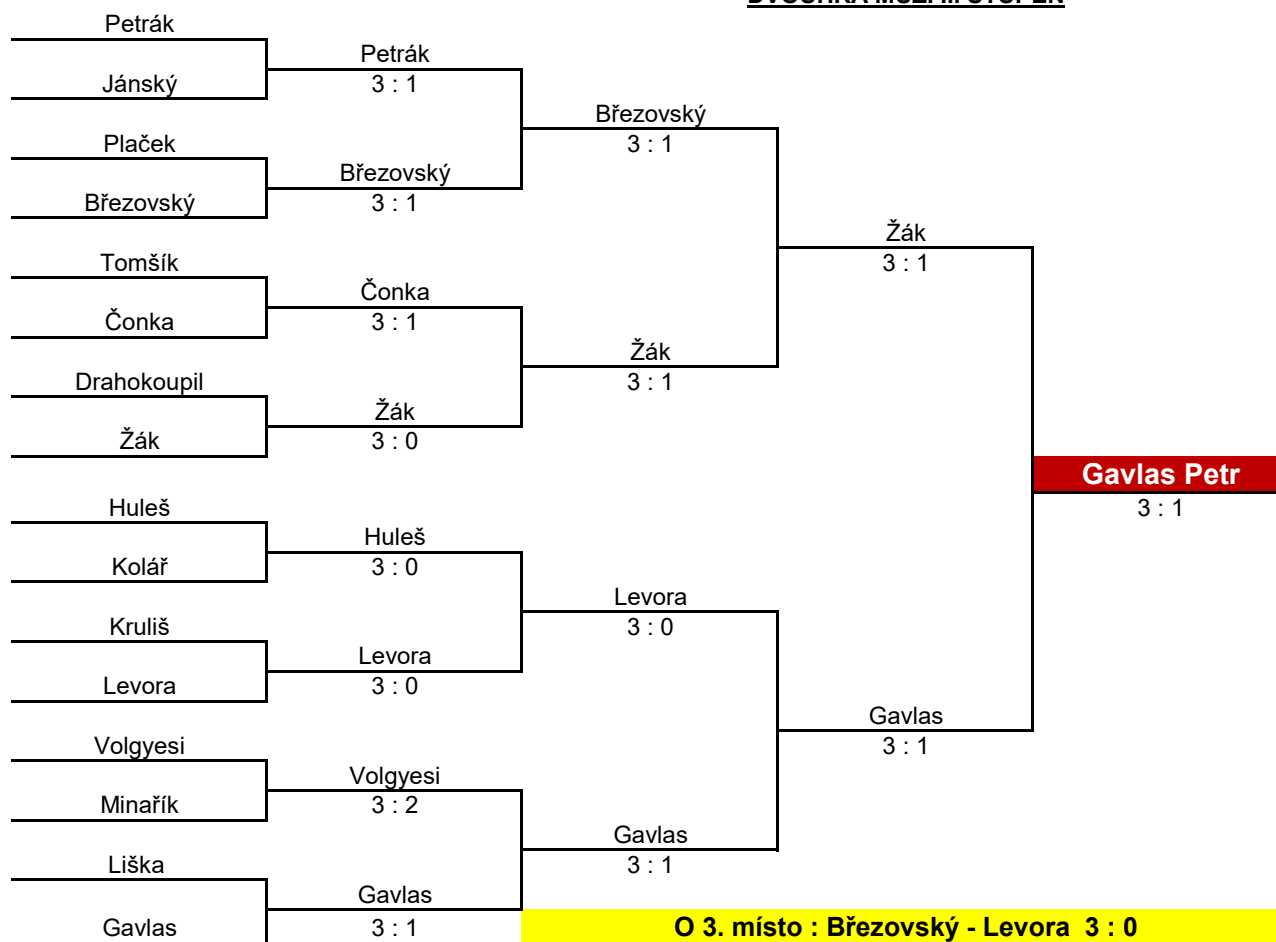 Petrák
Petrák
Jánský
3 : 1
Březovský
Plaček
3 : 1
Březovský
Březovský
3 : 1
Žák
Tomšík
3 : 1
Čonka
Čonka
3 : 1
Žák
Drahokoupil
3 : 1
Žák
Žák
3 : 0
Gavlas Petr
Huleš
3 : 1
Huleš
Kolář
3 : 0
Levora
Kruliš
3 : 0
Levora
Levora
3 : 0
Gavlas
Volgyesi
3 : 1
Volgyesi
Minařík
3 : 2
Gavlas
Liška
3 : 1
Gavlas
Gavlas
3 : 1
O 3. místo : Březovský - Levora 3 : 0